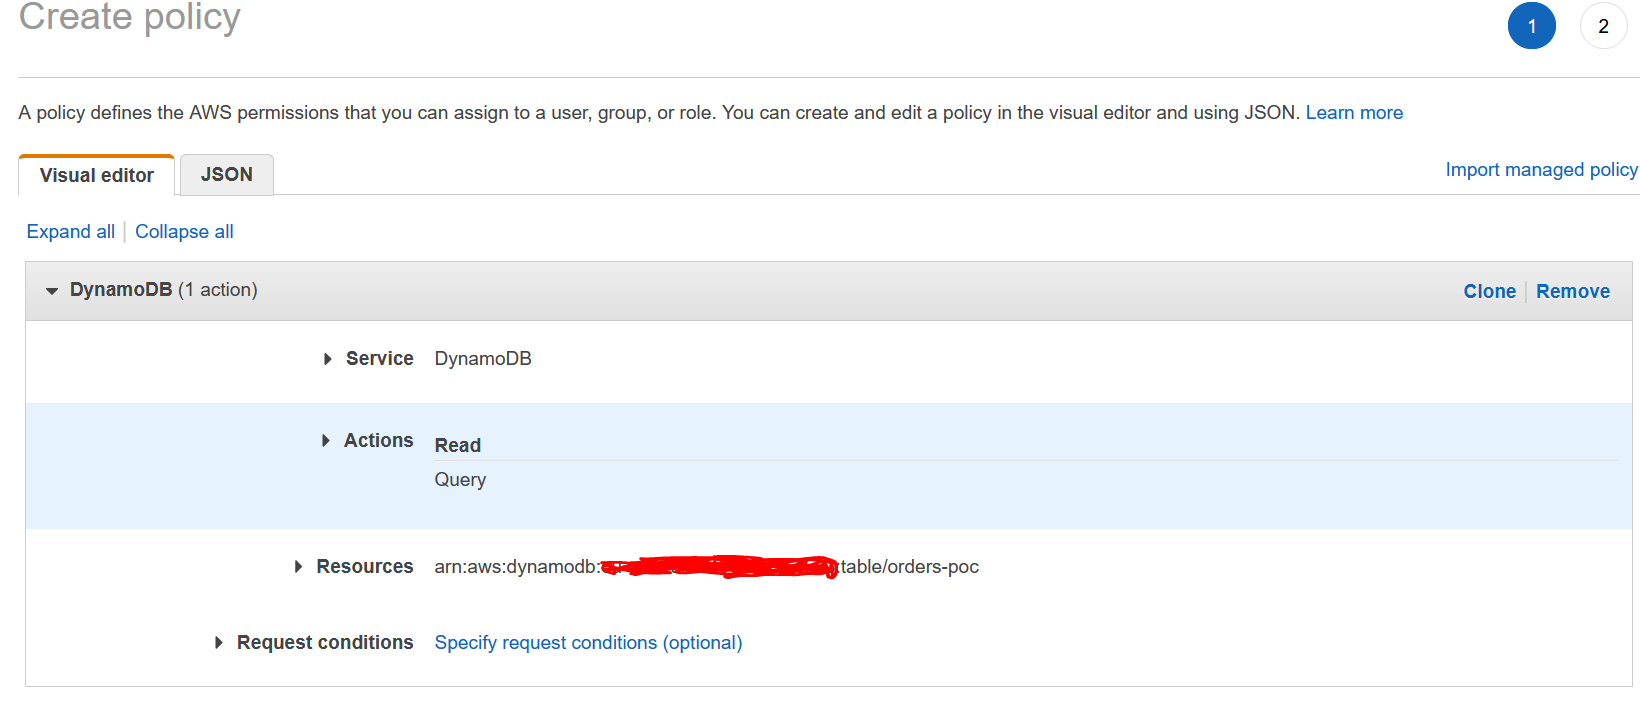 Create policy
1 2
A policy defines the AWS permissions that you can assign to a user, group, or role. You can create and edit a policy in the visual editor and using JSON. Learn more
Visual editor JSON
Import managed policy
Expand all Collapse all
DynamoDB (1 action) Clone Remove
Service DynamoDB
Actions Read
Query
Resources arn:aws:dynamodb: table/orders-poc
Request conditions Specify request conditions (optional)